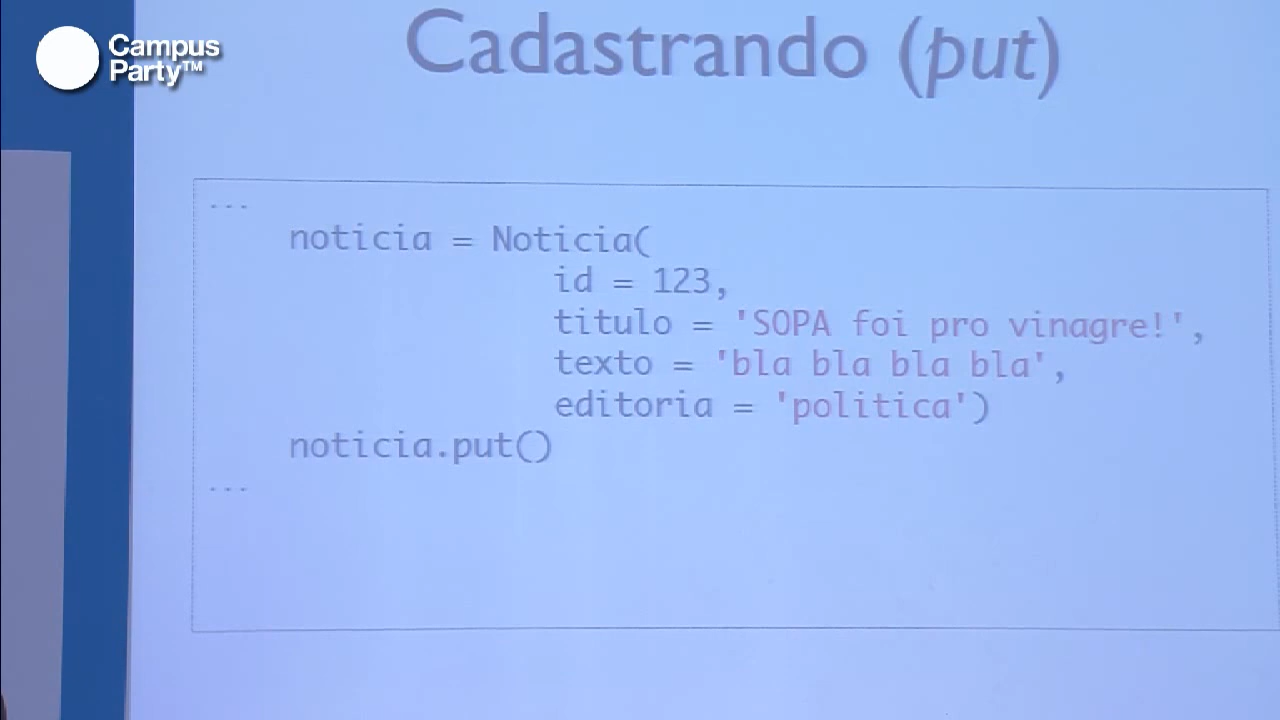 Campus
Party™
Cadastrando (put)
...
noticia = Noticia(
id = 123,
titulo = 'SOPA foi pro vinagre!',
texto = 'bla bla bla bla',
editoria = 'politica')
noticia.put()
...